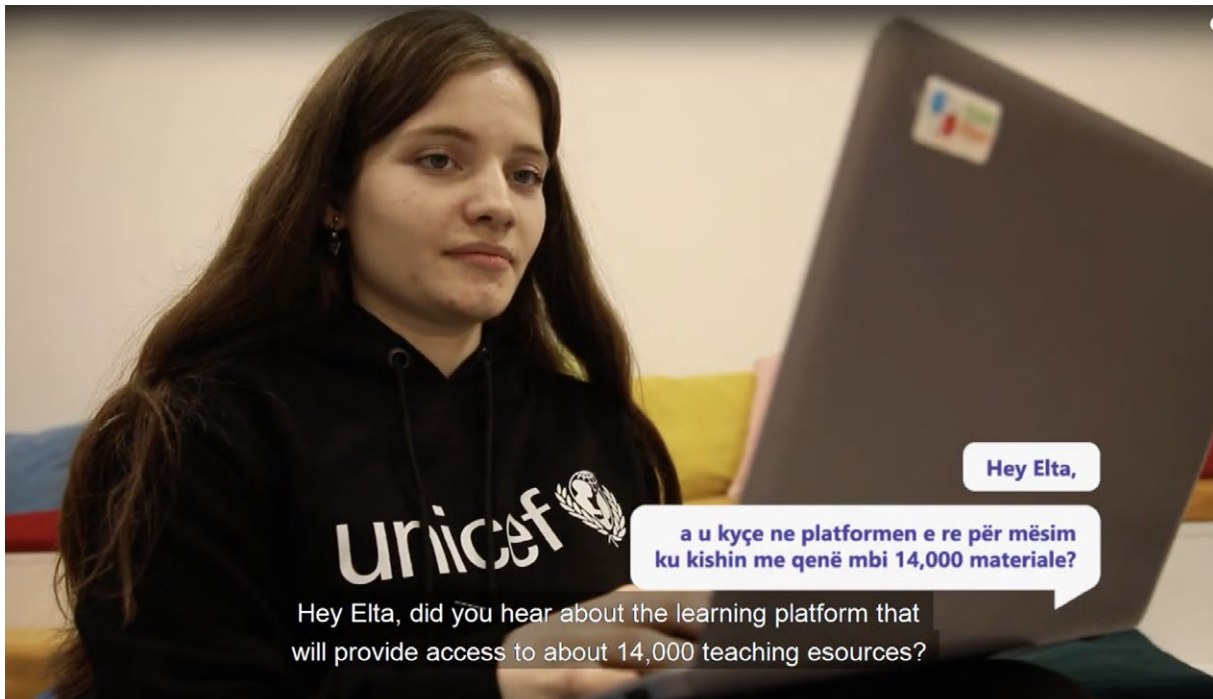 unicef
Hey Elta,
a u kyçe ne platformen e re për mësim
ku kishin me qenë mbi 14,000 materiale?
Hey Elta, did you hear about the learning platform that
will provide access to about 14,000 teaching esources?